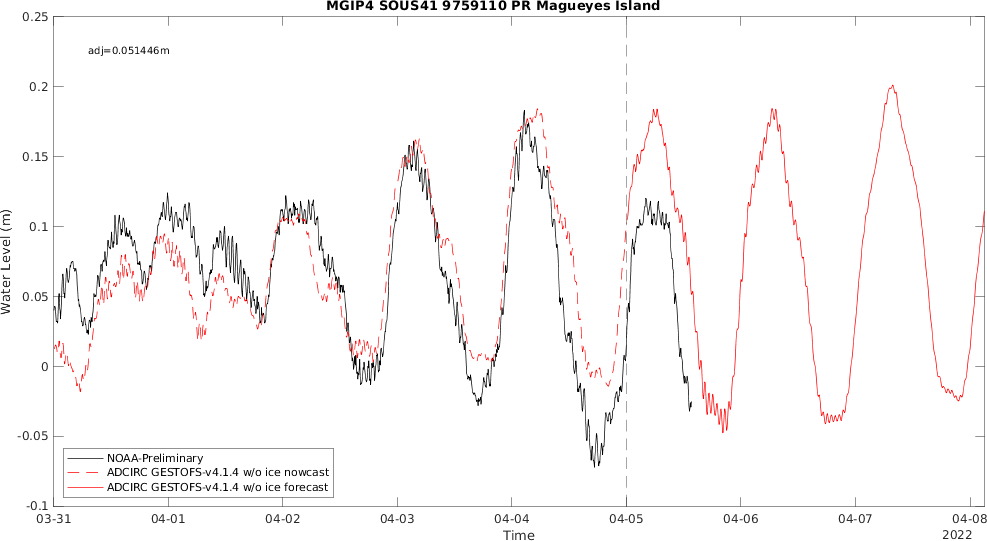 MGIP4 SOUS41 9759110 PR Magueyes Island
adj=0.051446m
0.25
0.2
0.15
0.1
0.05
0
-0.05
-0.1
Water Level (m)
NOAA-Preliminary
ADCIRC GESTOFS-v4.1.4 w/o ice nowcast
ADCIRC GESTOFS-v4.1.4 w/o ice forecast
03-31 04-01 04-02 04-03 04-04 04-05 04-06 04-07 04-08
Time
2022